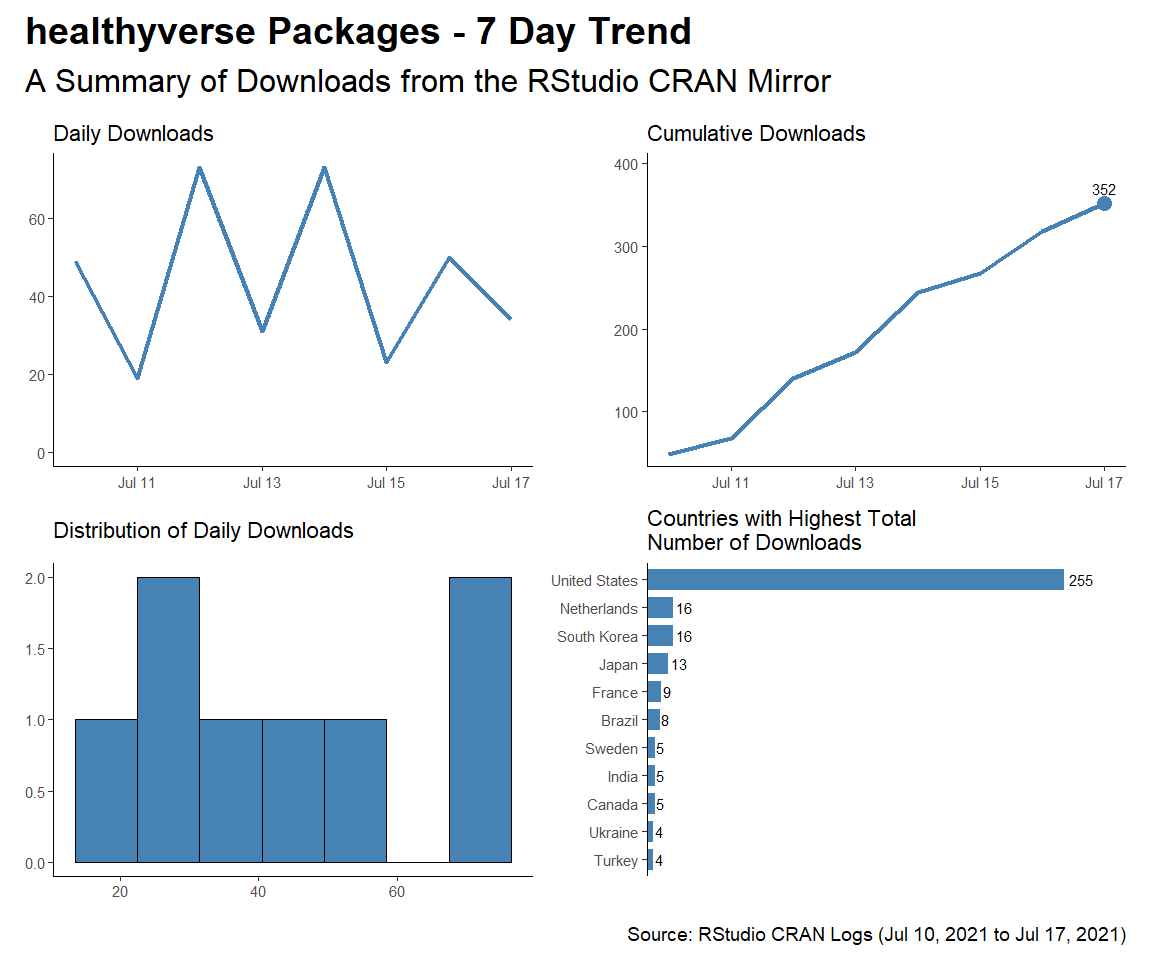 healthyverse Packages - 7 Day Trend
A Summary of Downloads from the RStudio CRAN Mirror
Daily Downloads
60
40
20
0
Jul 11 Jul 13 Jul 15 Jul 17
Cumulative Downloads
400
300
200
100
352
Jul 11 Jul 13 Jul 15 Jul 17
Distribution of Daily Downloads
2.0
1.5
1.0
0.5
0.0
20 40 60
Countries with Highest Total
Number of Downloads
United States 255
Netherlands 16
South Korea 16
Japan 13
France 9
Brazil 8
Sweden 5
India 5
Canada 5
Ukraine 4
Turkey 4
Source: RStudio CRAN Logs (Jul 10, 2021 to Jul 17, 2021)